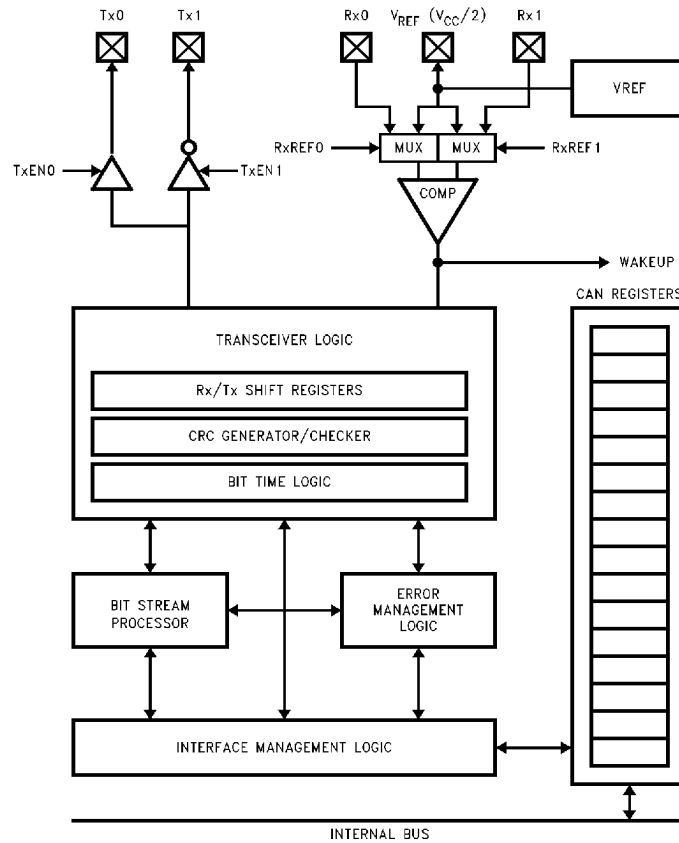 Tx0 Tx1 Rx0 VREF (VCC/2) Rx1
VREF
RxREF0 MUX MUX RxREF1
TxEN0 TxEN1 COMP
WAKEUP
CAN REGISTERS
TRANSCEIVER LOGIC
Rx/Tx SHIFT REGISTERS
CRC GENERATOR/CHECKER
BIT TIME LOGIC
BIT STREAM
PROCESSOR
ERROR
MANAGEMENT
LOGIC
INTERFACE MANAGEMENT LOGIC
INTERNAL BUS